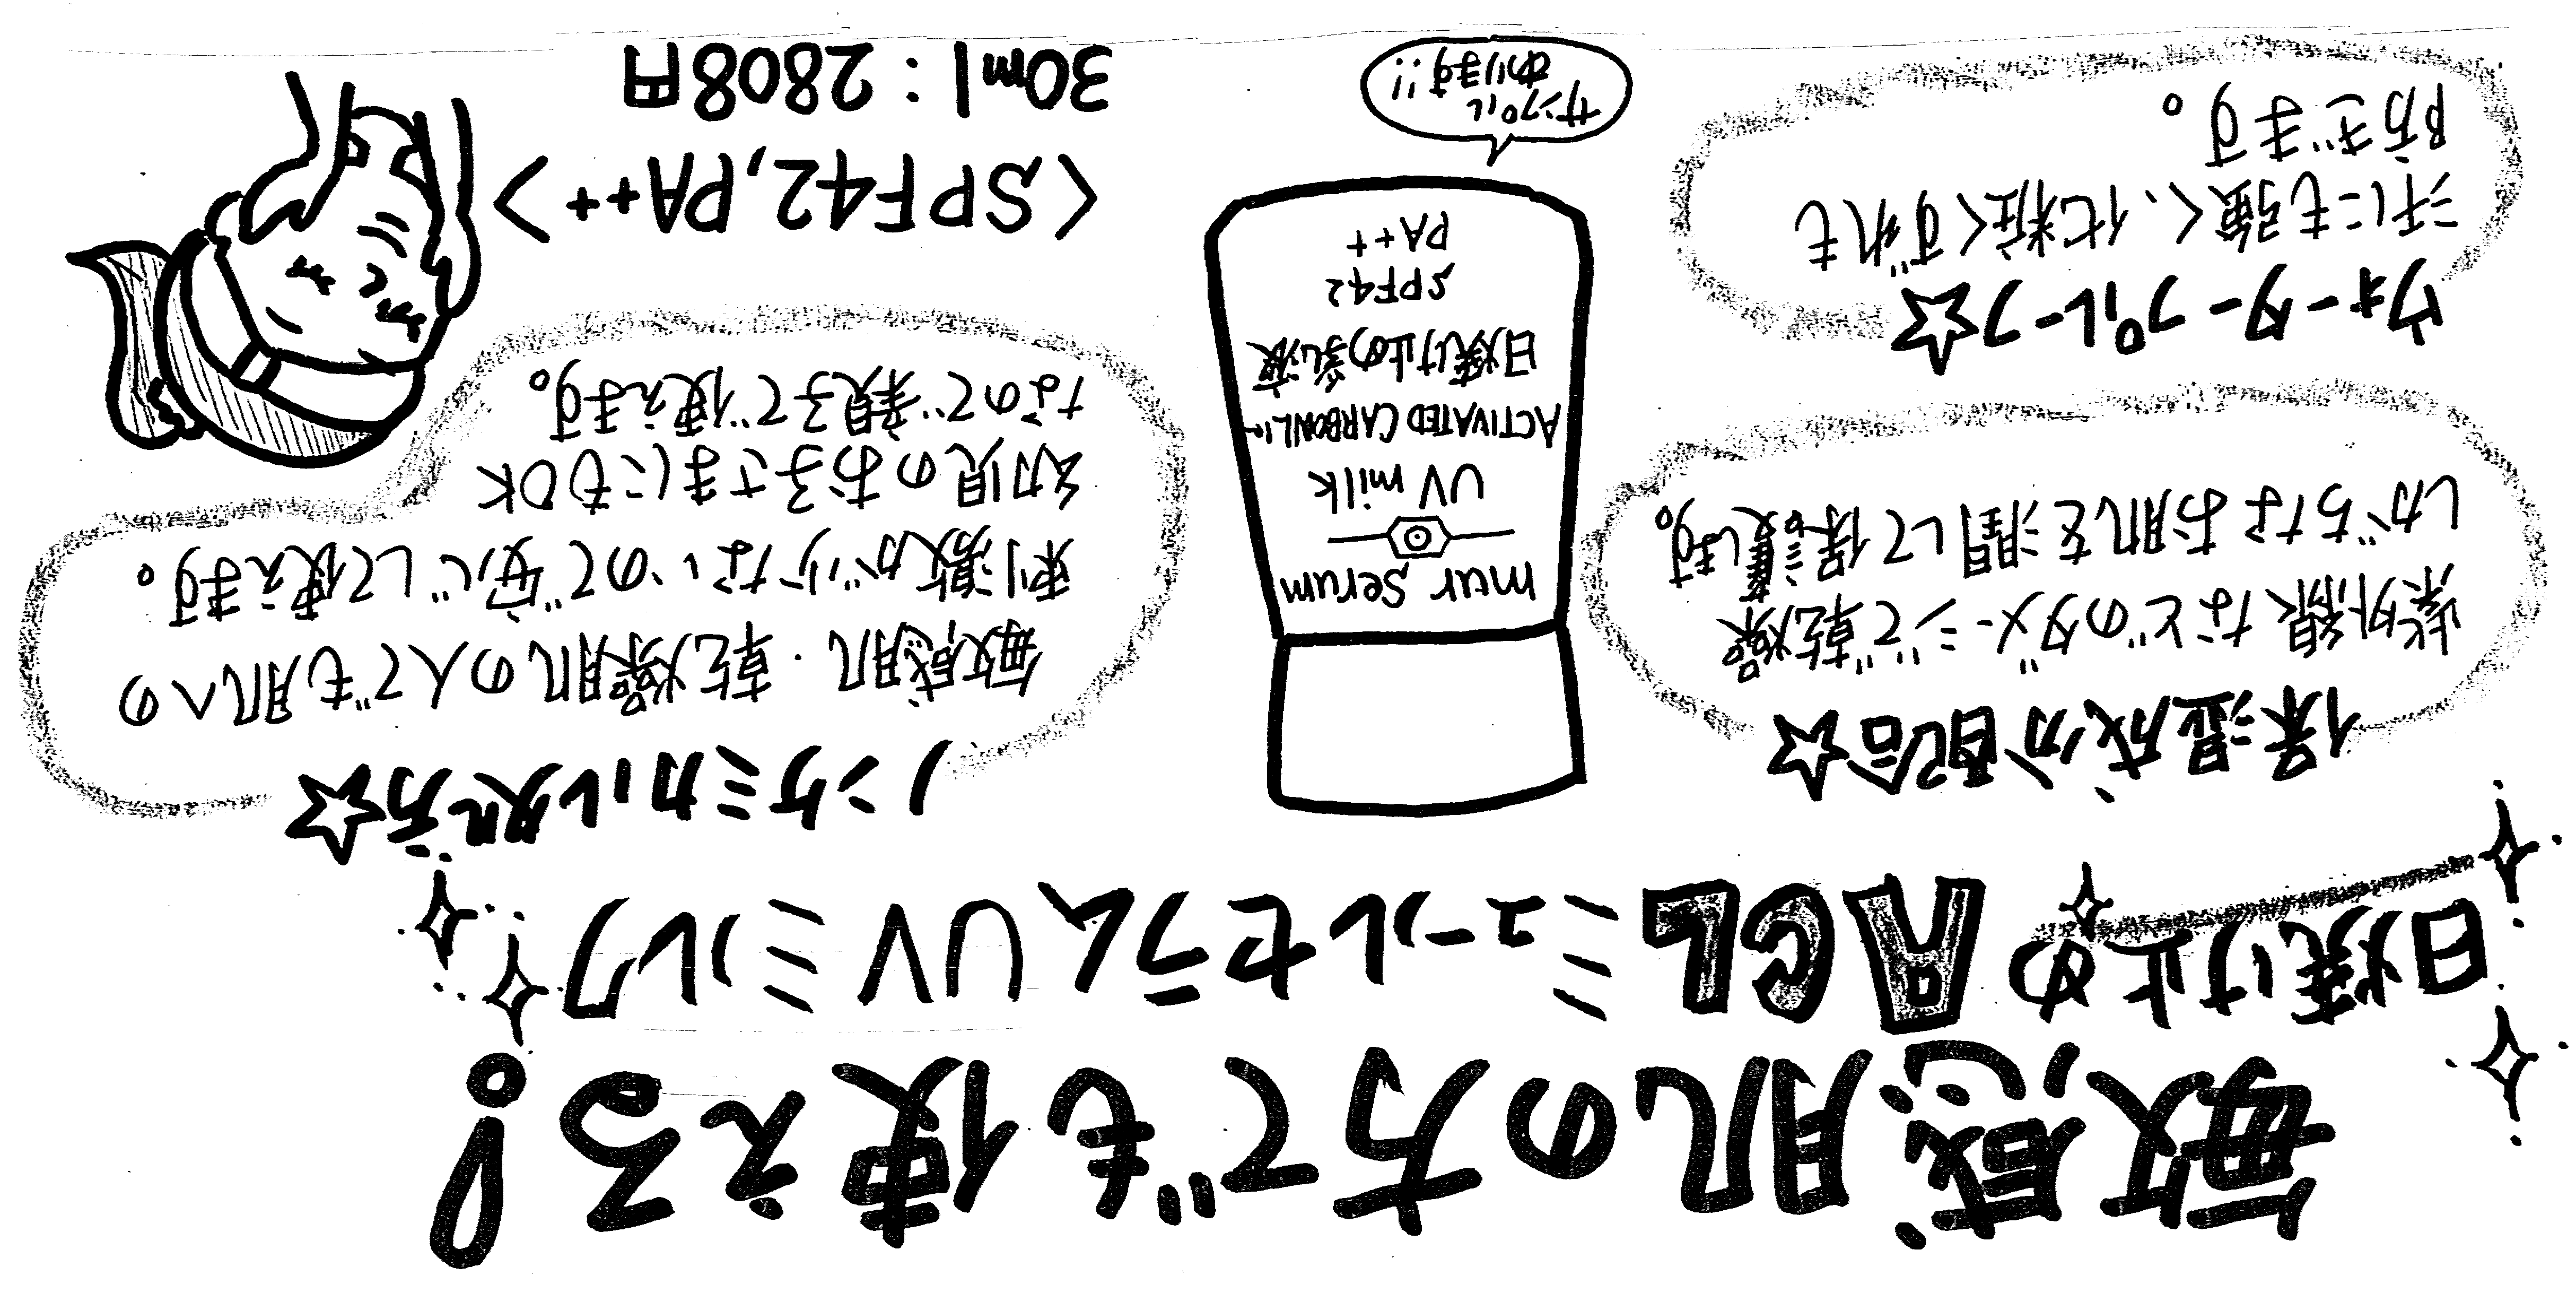 敏感肌の方でも使える!
日焼け止めACLミュールセラムUVミルク
保湿成分配合☆
紫外線などのダメージで乾燥
しがちなお肌を潤して保護します。
ウォータープルーフ☆
汗にも強く、化粧くずれも
防ぎます。
mur serum
UV milk
ACTIVATED CARBON Lin
日焼け止め乳液
SPF42
PA++
サンプル
あります!!
ノンケミカル処方☆
敏感肌・乾燥肌の人でも肌への
刺激が少ないので安心して使えます。
幼児のお子さまにもOK
なので親子で使えます。
<SPF42,PA++>
30ml:2808円